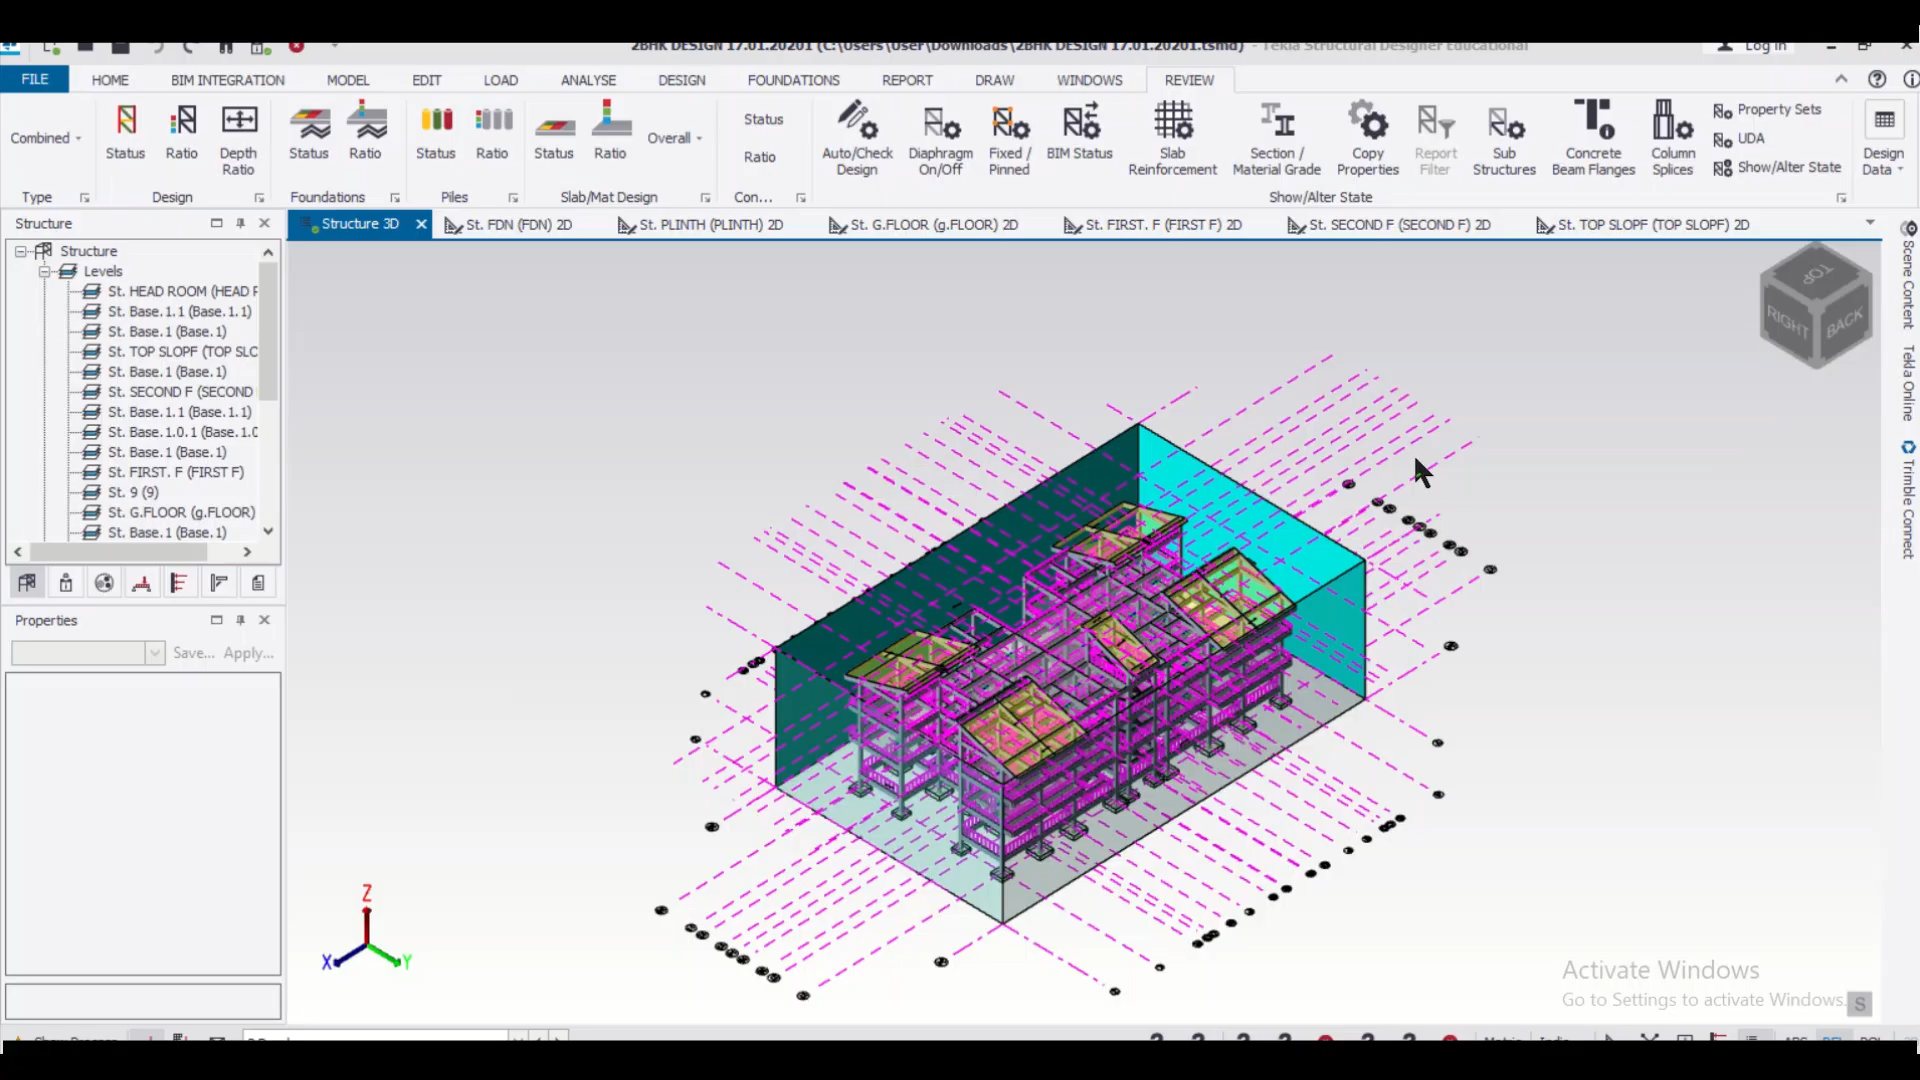 2BHK DESIGN 17.01.20201 (C:\Users\User\Downloads\2BHK DESIGN 17.01.20201.tsmd) - Tekla Structural Designer Educational
Log in
FILE HOME BIM INTEGRATION MODEL EDIT LOAD ANALYSE DESIGN FOUNDATIONS REPORT DRAW WINDOWS REVIEW
Combined
Status
Ratio
Depth
Ratio
Status
Ratio
Status
Ratio
Status
Ratio
Overall
Status
Ratio
Auto/Check
Design
Diaphragm
On/Off
Fixed /
Pinned
BIM Status
Slab
Reinforcement
Section /
Material Grade
Copy
Properties
Report
Filter
Sub
Structures
Concrete
Beam Flanges
Column
Splices
Property Sets
UDA
Show/Alter State
Design
Data
Type Design Foundations Piles Slab/Mat Design Con... Show/Alter State
Structure
Structure 3D
St. FDN (FDN) 2D
St. PLINTH (PLINTH) 2D
St. G.FLOOR (g.FLOOR) 2D
St. FIRST. F (FIRST F) 2D
St. SECOND F (SECOND F) 2D
St. TOP SLOPF (TOP SLOPF) 2D
Structure
Levels
St. HEAD ROOM (HEAD F
St. Base.1.1 (Base.1.1)
St. Base.1 (Base.1)
St. TOP SLOPF (TOP SLC
St. Base.1 (Base.1)
St. SECOND F (SECOND
St. Base.1.1 (Base.1.1)
St. Base.1.0.1 (Base.1.0
St. Base.1 (Base.1)
St. FIRST. F (FIRST F)
St. 9 (9)
St. G.FLOOR (g.FLOOR)
St. Base.1 (Base.1)
Properties
Save... Apply...
TOP
RIGHT
BACK
Scene Content
Tekla Online
Trimble Connect
Z
X
Y
Activate Windows
Go to Settings to activate Windows.
S